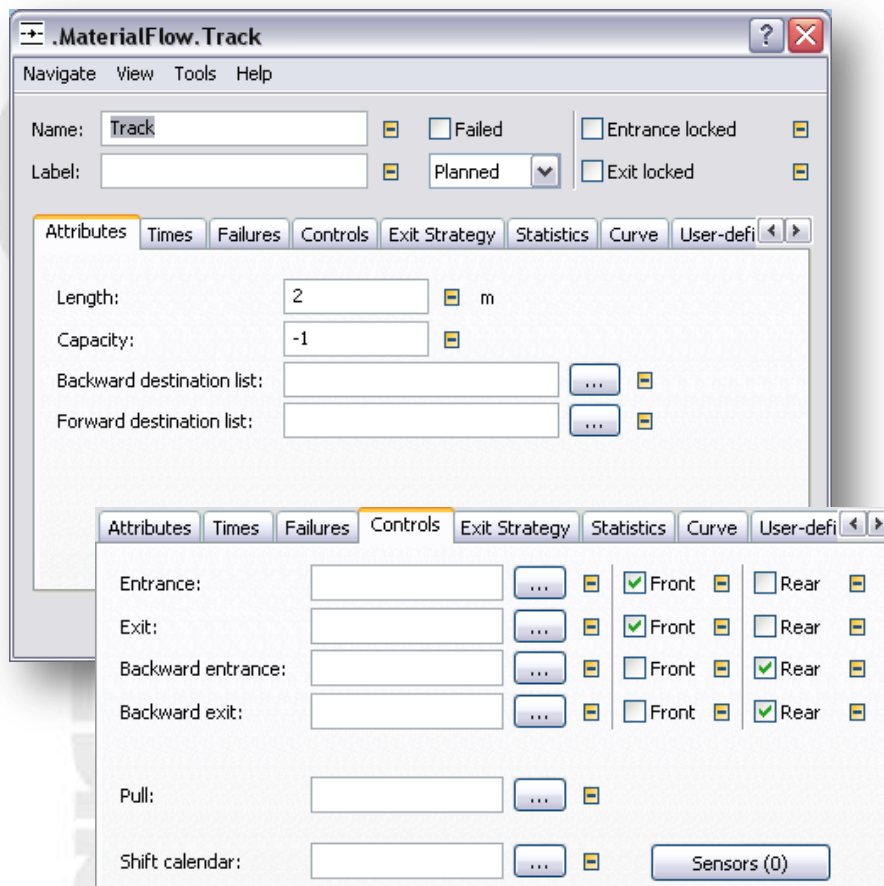 .MaterialFlow.Track
Navigate View Tools Help
Name: Track Failed Entrance locked
Label: Planned Exit locked
Attributes Times Failures Controls Exit Strategy Statistics Curve User-defi
Length: 2 m
Capacity: -1
Backward destination list: ...
Forward destination list: ...
Attributes Times Failures Controls Exit Strategy Statistics Curve User-defi
Entrance: ... Front Rear
Exit: ... Front Rear
Backward entrance: ... Front Rear
Backward exit: ... Front Rear
Pull: ...
Shift calendar: ... Sensors (0)